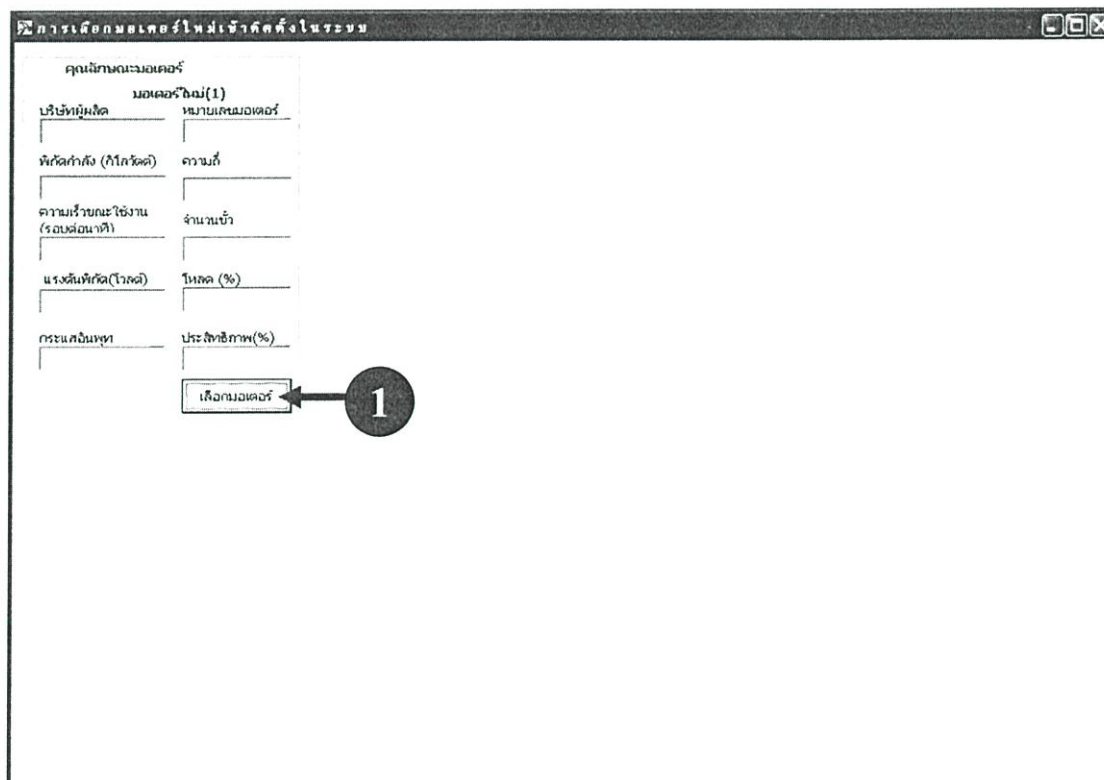 การเลือกมอเตอร์ใหม่เข้าติดตั้งในระบบ
คุณลักษณะมอเตอร์
มอเตอร์ใหม่(1)
บริษัทผู้ผลิต หมายเลขมอเตอร์
พิกัดกำลัง (กิโลวัตต์) ความถี่
ความเร็วขณะใช้งาน
(รอบต่อนาที) จำนวนขั้ว
แรงดันพิกัด(โวลต์) โหลด (%)
กระแสอินพุท ประสิทธิภาพ(%)
เลือกมอเตอร์ 1